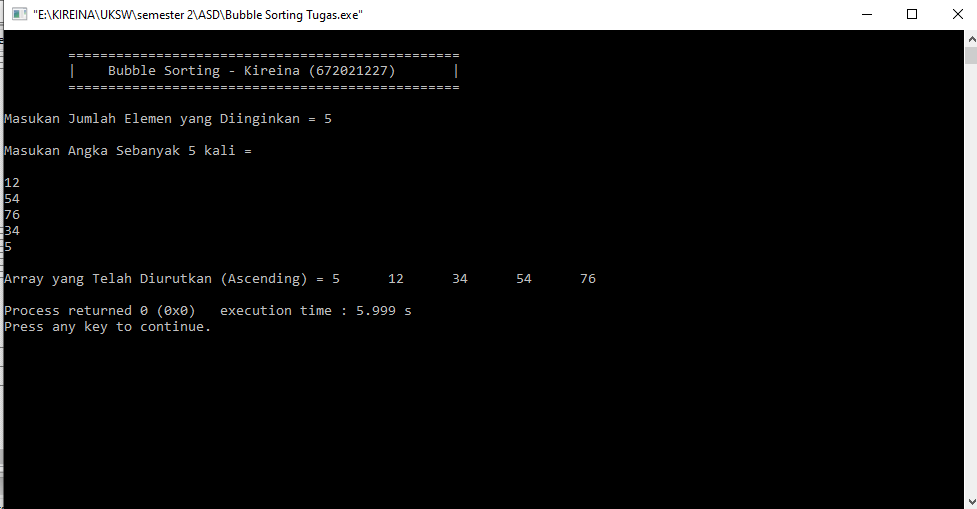 "E:\KIREINA\UKSW\semester 2\ASD\Bubble Sorting Tugas.exe"
=================================================
|    Bubble Sorting - Kireina (672021227)       |
=================================================
Masukan Jumlah Elemen yang Diinginkan = 5
Masukan Angka Sebanyak 5 kali =
12
54
76
34
5
Array yang Telah Diurutkan (Ascending) = 5      12      34      54      76
Process returned 0 (0x0)   execution time : 5.999 s
Press any key to continue.